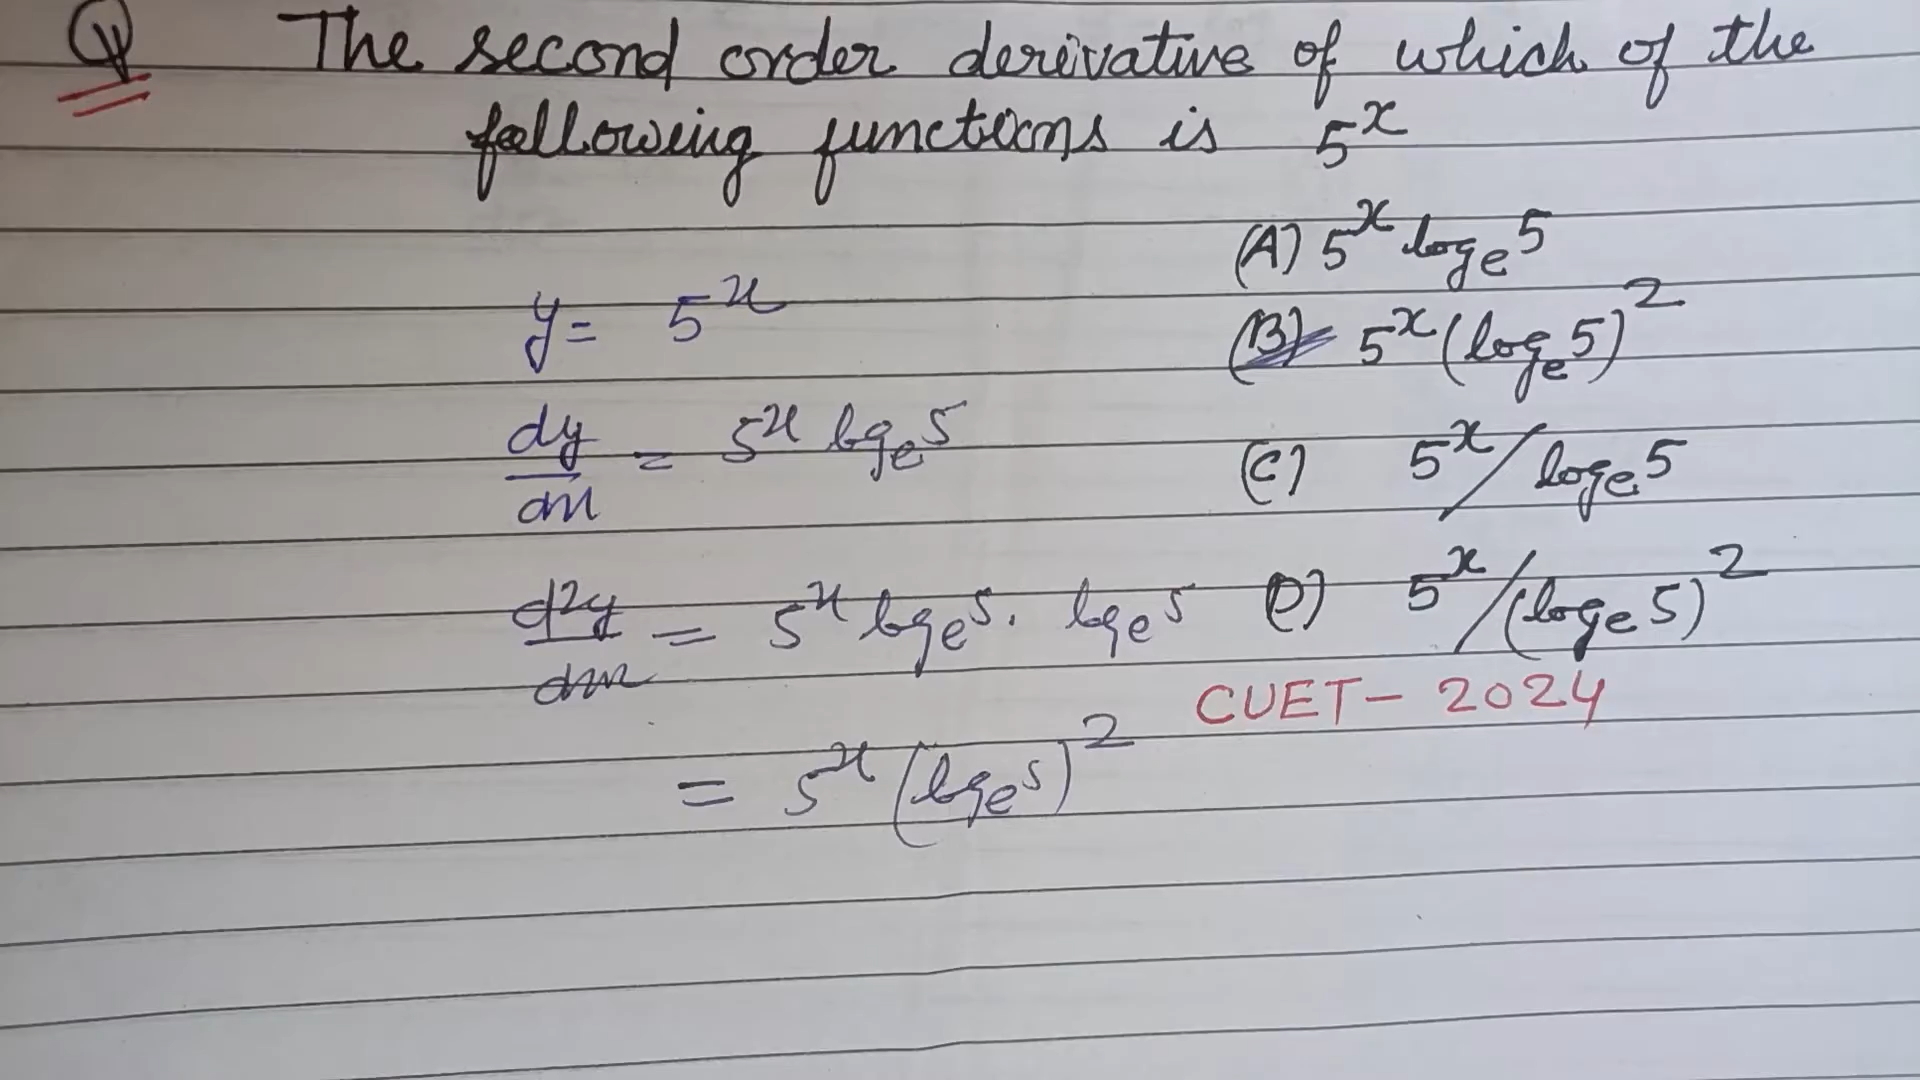 Q The second order derivative of which of the
following functions is 5^x
(A) 5^x log_e 5
(B) 5^x (log_e 5)^2
(C) 5^x / log_e 5
(D) 5^x / (log_e 5)^2
CUET - 2024
y = 5^x
dy/dx = 5^x log_e 5
d^2y/dx = 5^x log_e 5 . log_e 5
= 5^x (log_e 5)^2